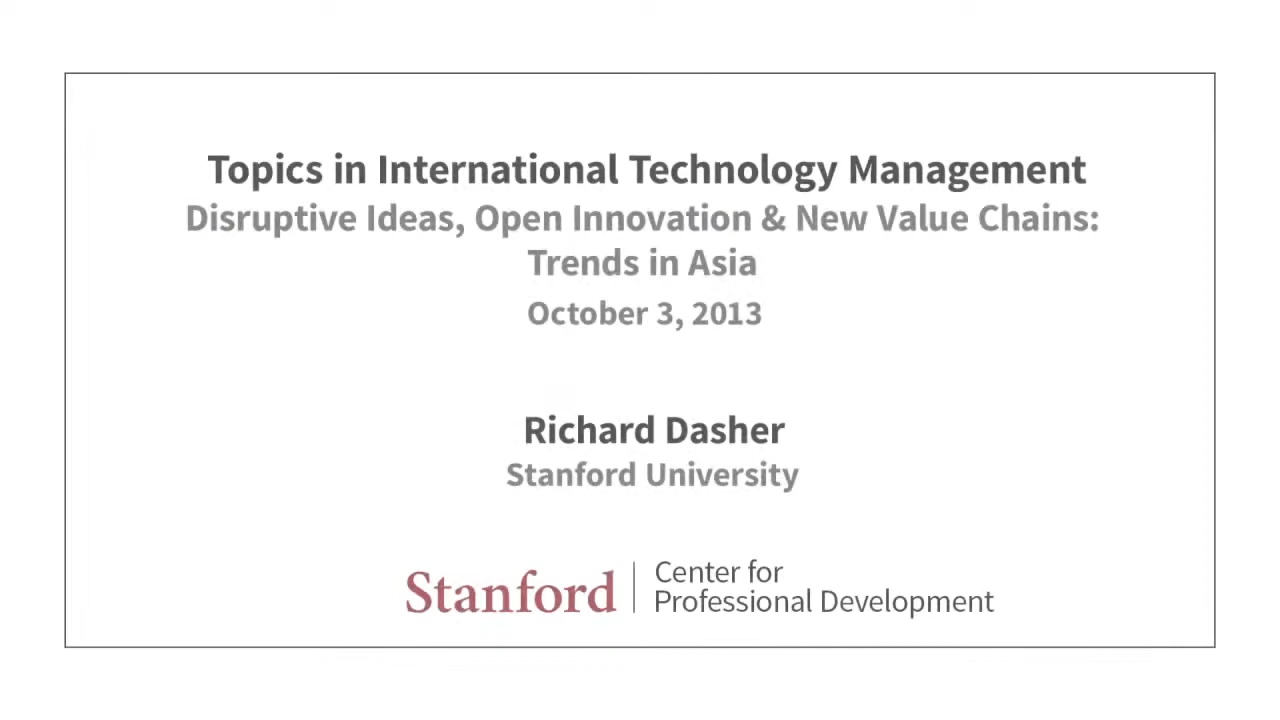 Topics in International Technology Management
Disruptive Ideas, Open Innovation & New Value Chains:
Trends in Asia
October 3, 2013
Richard Dasher
Stanford University
Stanford
Center for
Professional Development